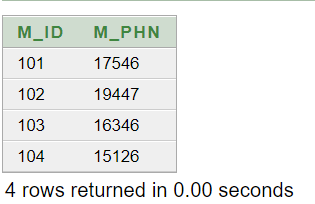 M_ID M_PHN
101 17546
102 19447
103 16346
104 15126
4 rows returned in 0.00 seconds